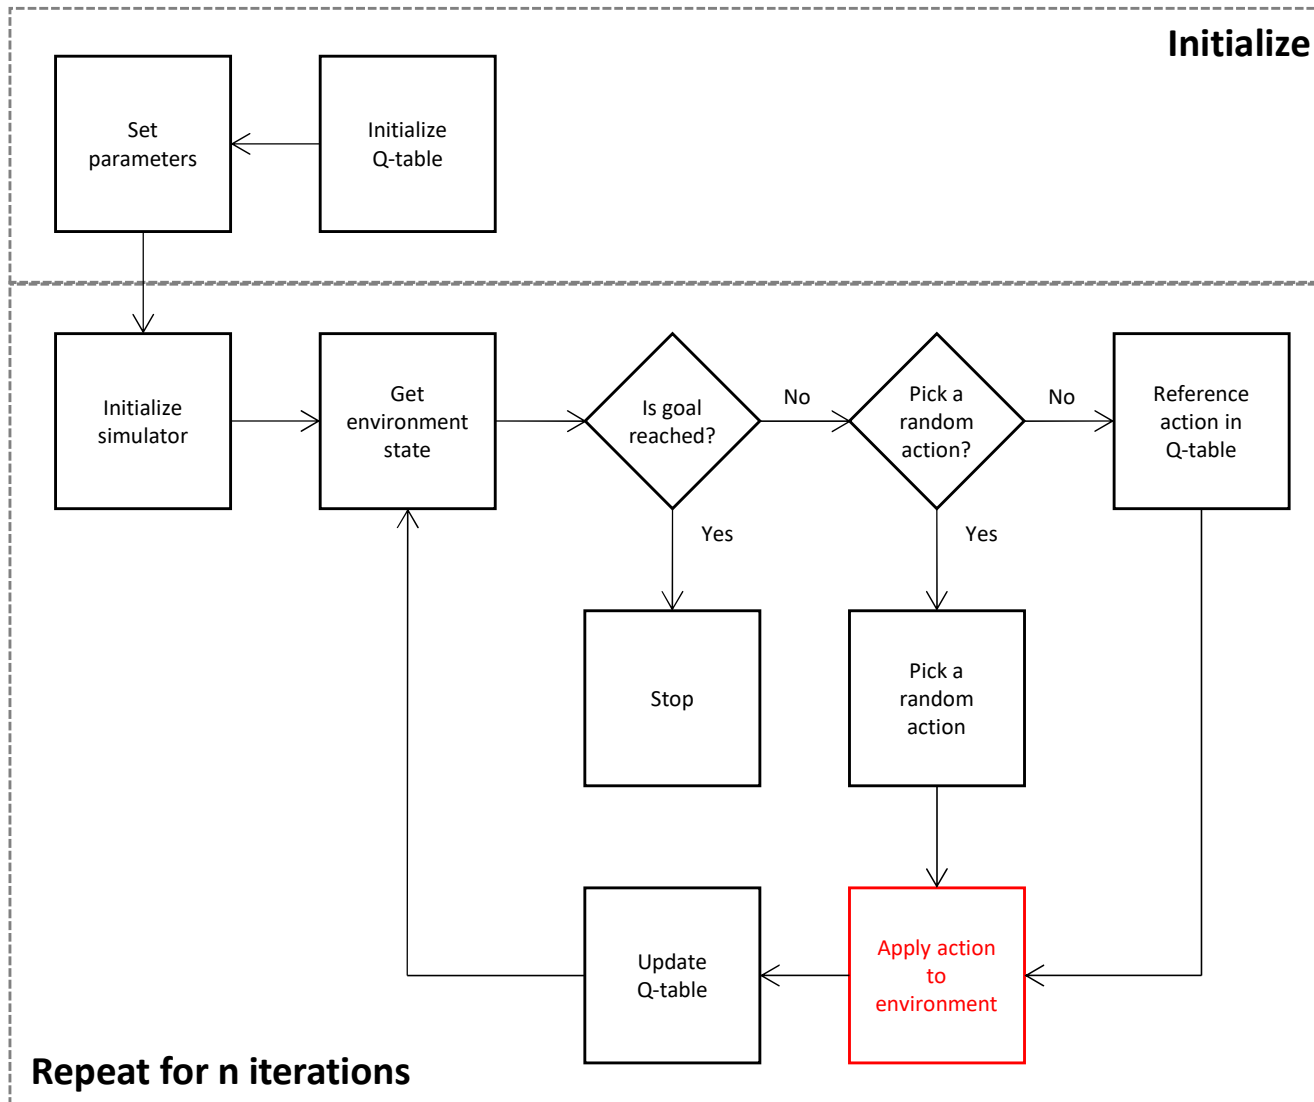 Initialize
Set
parameters
Initialize
Q-table
Initialize
simulator
Get
environment
state
Is goal
reached?
No
Pick a
random
action?
No
Reference
action in
Q-table
Yes
Yes
Stop
Pick a
random
action
Update
Q-table
Apply action
to
environment
Repeat for n iterations